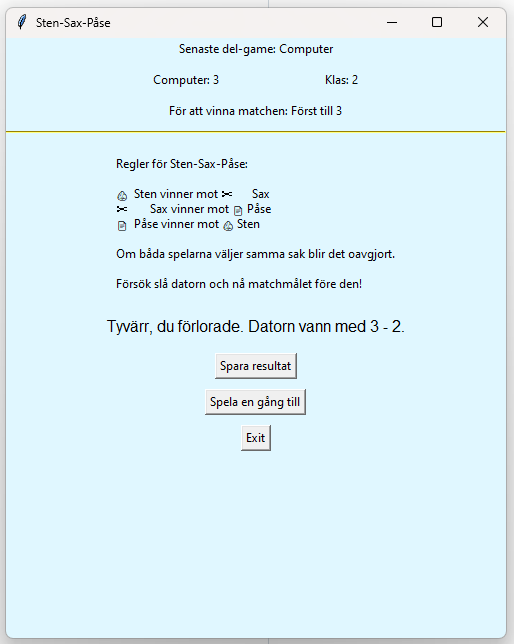 Sten-Sax-Påse
Senaste del-game: Computer
Computer: 3 Klas: 2
För att vinna matchen: Först till 3
Regler för Sten-Sax-Påse:
Sten vinner mot ✂ Sax
✂ Sax vinner mot Påse
Påse vinner mot Sten
Om båda spelarna väljer samma sak blir det oavgjort.
Försök slå datorn och nå matchmålet före den!
Tyvärr, du förlorade. Datorn vann med 3 - 2.
Spara resultat
Spela en gång till
Exit